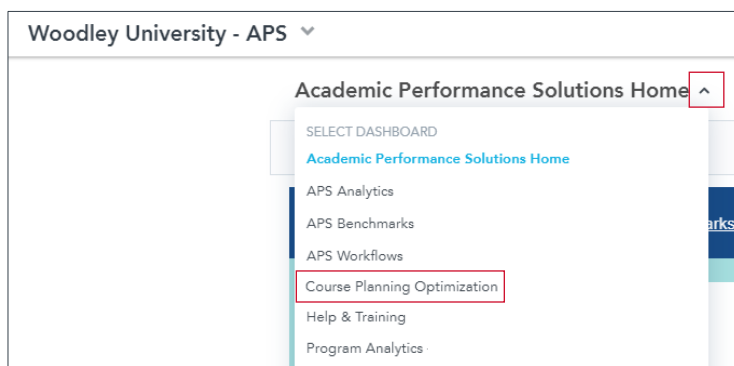 Woodley University - APS
Academic Performance Solutions Home
SELECT DASHBOARD
Academic Performance Solutions Home
APS Analytics
APS Benchmarks
arks
APS Workflows
Course Planning Optimization
Help & Training
Program Analytics